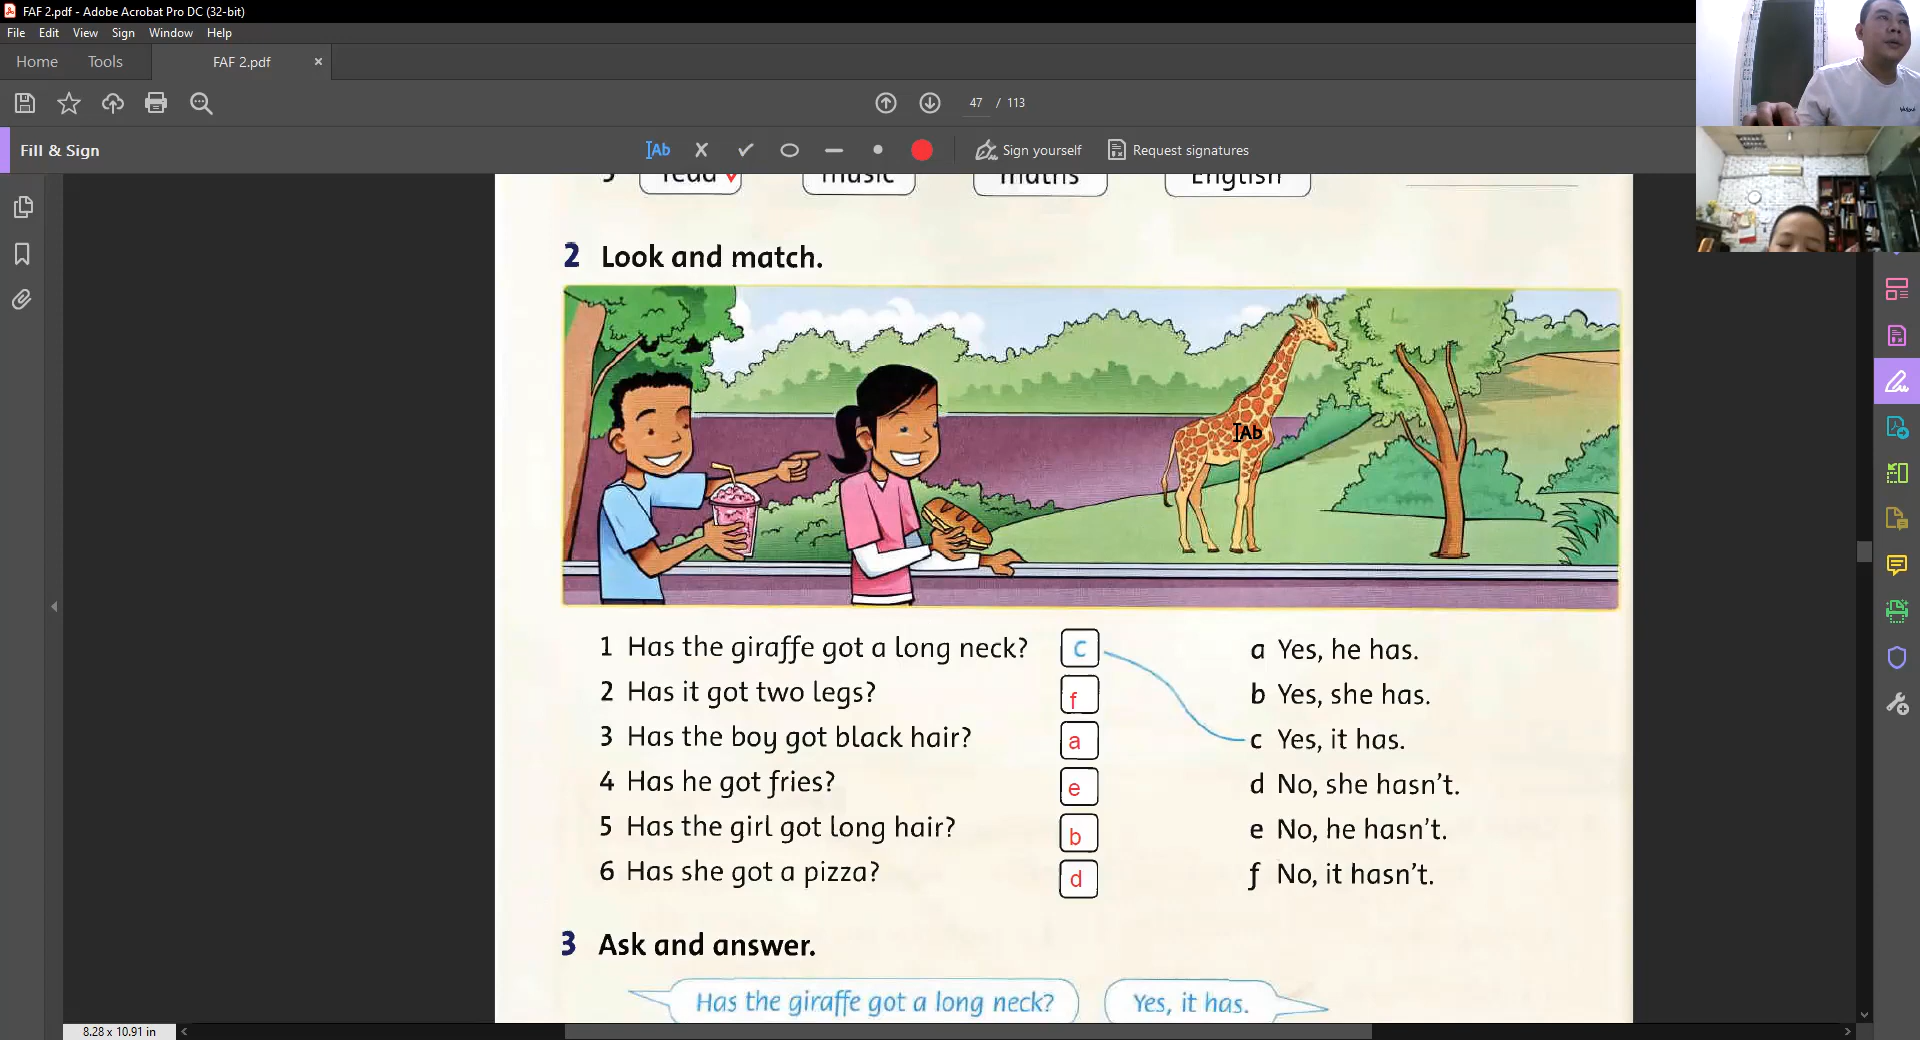 FAF 2.pdf - Adobe Acrobat Pro DC (32-bit)
File Edit View Sign Window Help
Home Tools FAF 2.pdf ×
47 / 113
Fill & Sign IAb Sign yourself Request signatures
read music maths English
2 Look and match.
IAb
1 Has the giraffe got a long neck? c a Yes, he has.
2 Has it got two legs? f b Yes, she has.
3 Has the boy got black hair? a c Yes, it has.
4 Has he got fries? e d No, she hasn't.
5 Has the girl got long hair? b e No, he hasn't.
6 Has she got a pizza? d f No, it hasn't.
3 Ask and answer.
Has the giraffe got a long neck? Yes, it has.
8.28 x 10.91 in